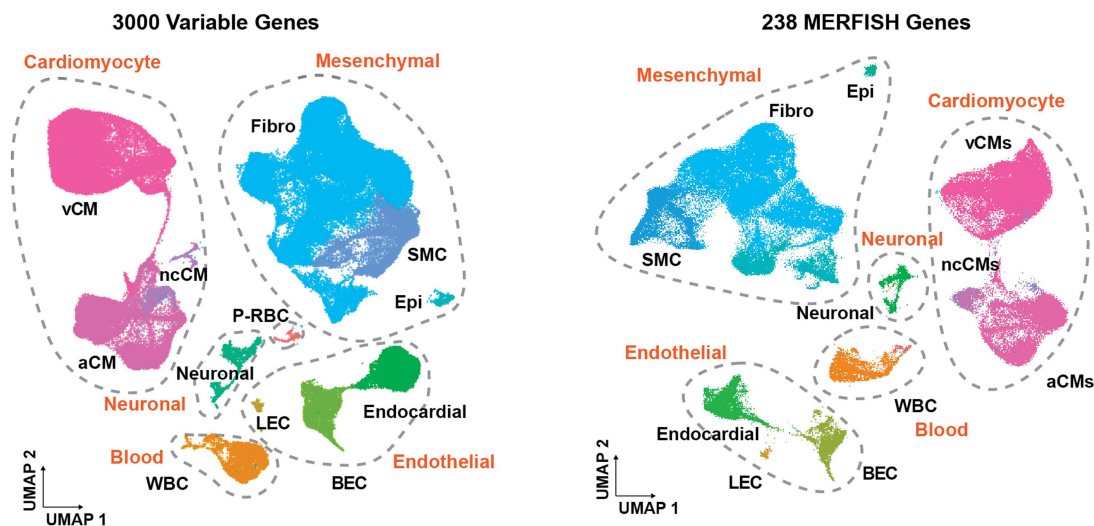 3000 Variable Genes
Cardiomyocyte
Mesenchymal
Fibro
vCM
ncCM
SMC
Epi
P-RBC
aCM
Neuronal
Neuronal
LEC
Endocardial
Blood
WBC
BEC
Endothelial
UMAP 2
UMAP 1
238 MERFISH Genes
Mesenchymal
Epi
Fibro
Cardiomyocyte
vCMs
SMC
Neuronal
ncCMs
Neuronal
Endothelial
aCMs
WBC
Endocardial
Blood
LEC
BEC
UMAP 2
UMAP 1